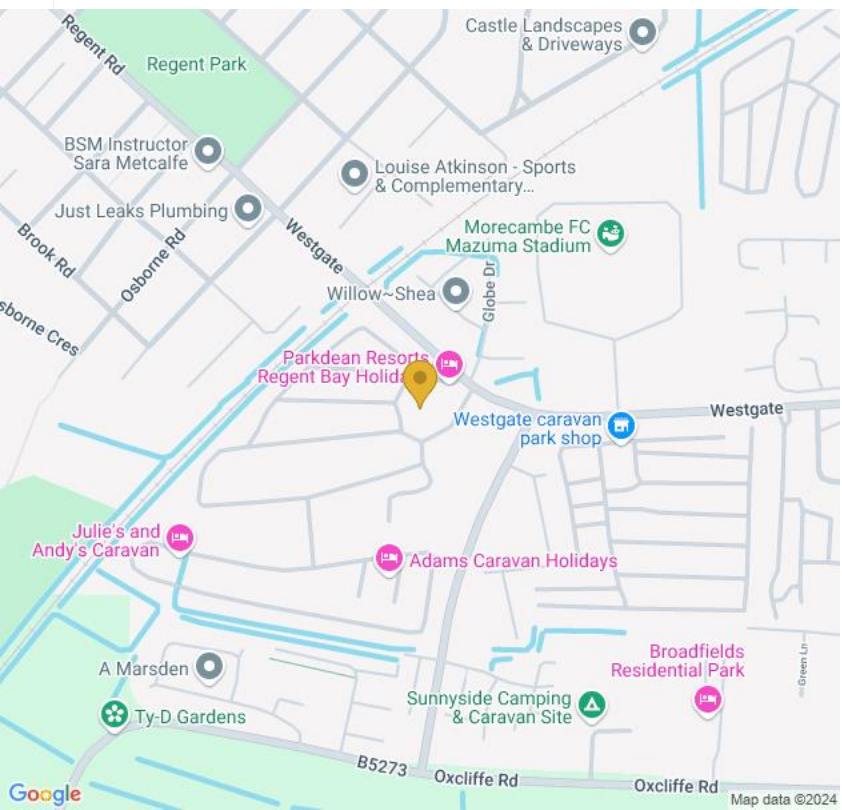 Castle Landscapes
& Driveways
Regent Rd
Regent Park
BSM Instructor
Sara Metcalfe
Louise Atkinson - Sports
& Complementary...
Just Leaks Plumbing
Westgate
Morecambe FC
Mazuma Stadium
Brook Rd
Osborne Rd
Willow~Shea
Globe Dr
sborne Cres
Parkdean Resorts
Regent Bay Holid
Westgate
Westgate caravan
park shop
Julie's and
Andy's Caravan
Adams Caravan Holidays
Broadfields
Residential Park
Green Ln
A Marsden
Sunnyside Camping
& Caravan Site
Ty-D Gardens
B5273
Oxcliffe Rd
Oxcliffe Rd
Google
Map data ©2024